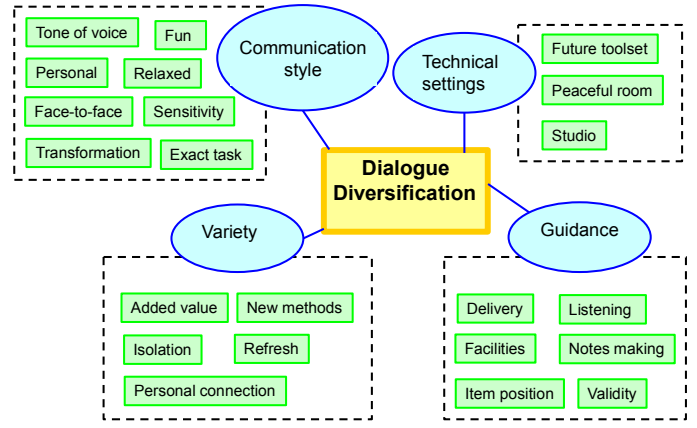 Tone of voice
Fun
Personal
Relaxed
Face-to-face
Sensitivity
Transformation
Exact task
Communication
style
Technical
settings
Future toolset
Peaceful room
Studio
Dialogue
Diversification
Variety
Guidance
Added value
New methods
Isolation
Refresh
Personal connection
Delivery
Listening
Facilities
Notes making
Item position
Validity